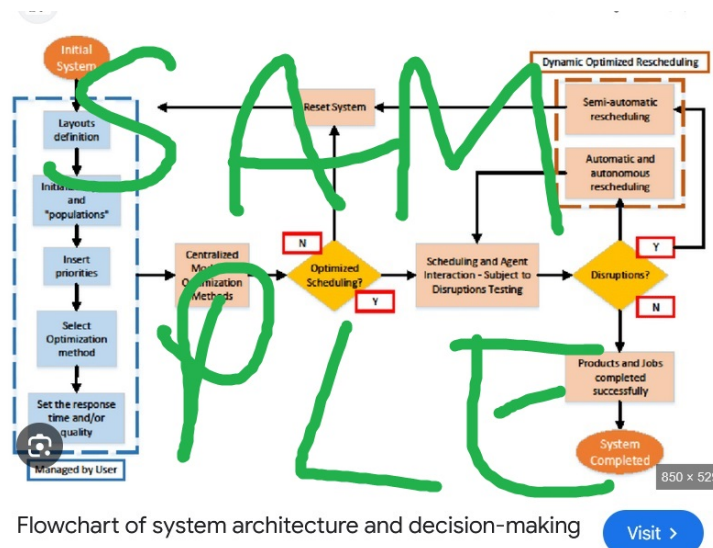 Initial
System
Dynamic Optimized Rescheduling
Layouts
definition
Reset System
Semi-automatic
rescheduling
and
"populations"
Automatic and
autonomous
rescheduling
SAM
Insert
priorities
N
Y
Centralized
Optimized
Scheduling?
Y
Scheduling and Agent
Interaction - Subject to
Disruptions Testing
Disruptions?
N
Methods
Select
Optimization
method
Products and Jobs
completed
successfully
Set the response
time and/or
quality
PLE
System
Completed
Managed by User
Flowchart of system architecture and decision-making
Visit >